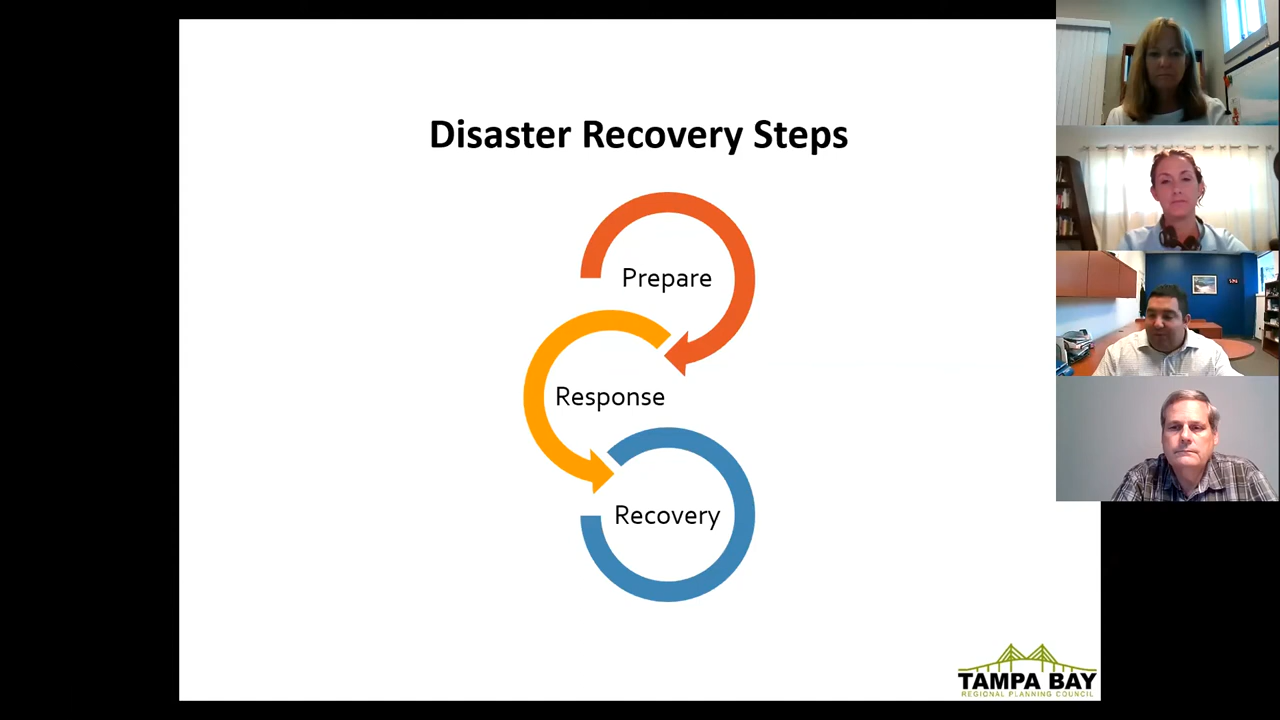 Disaster Recovery Steps
Prepare
Response
Recovery
TAMPA BAY
REGIONAL PLANNING COUNCIL